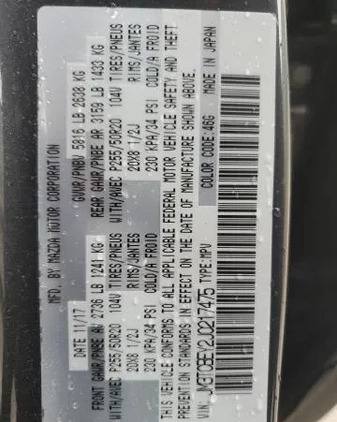 MFD. BY MAZDA MOTOR CORPORATION
DATE 11/17 GVWR/PNBV 5816 LB 2638 KG
FRONT GAWR/PNBE AR 2736 LB 1241 KG REAR GAWR/PNBE AR 3159 LB 1433 KG
WITH/AVEC P255/50R20 104V TIRES/PNEUS WITH/AVEC P255/50R20 104V TIRES/PNEUS
20X8 1/2J RIMS/JANTES 20X8 1/2J RIMS/JANTES
230 KPA/34 PSI COLD/A FROID 230 KPA/34 PSI COLD/A FROID
THIS VEHICLE CONFORMS TO ALL APPLICABLE FEDERAL MOTOR VEHICLE SAFETY AND THEFT
PREVENTION STANDARDS IN EFFECT ON THE DATE OF MANUFACTURE SHOWN ABOVE.
MADE IN JAPAN
JM3TCBEY2J0217475 TYPE:MPV COLOR CODE:46G